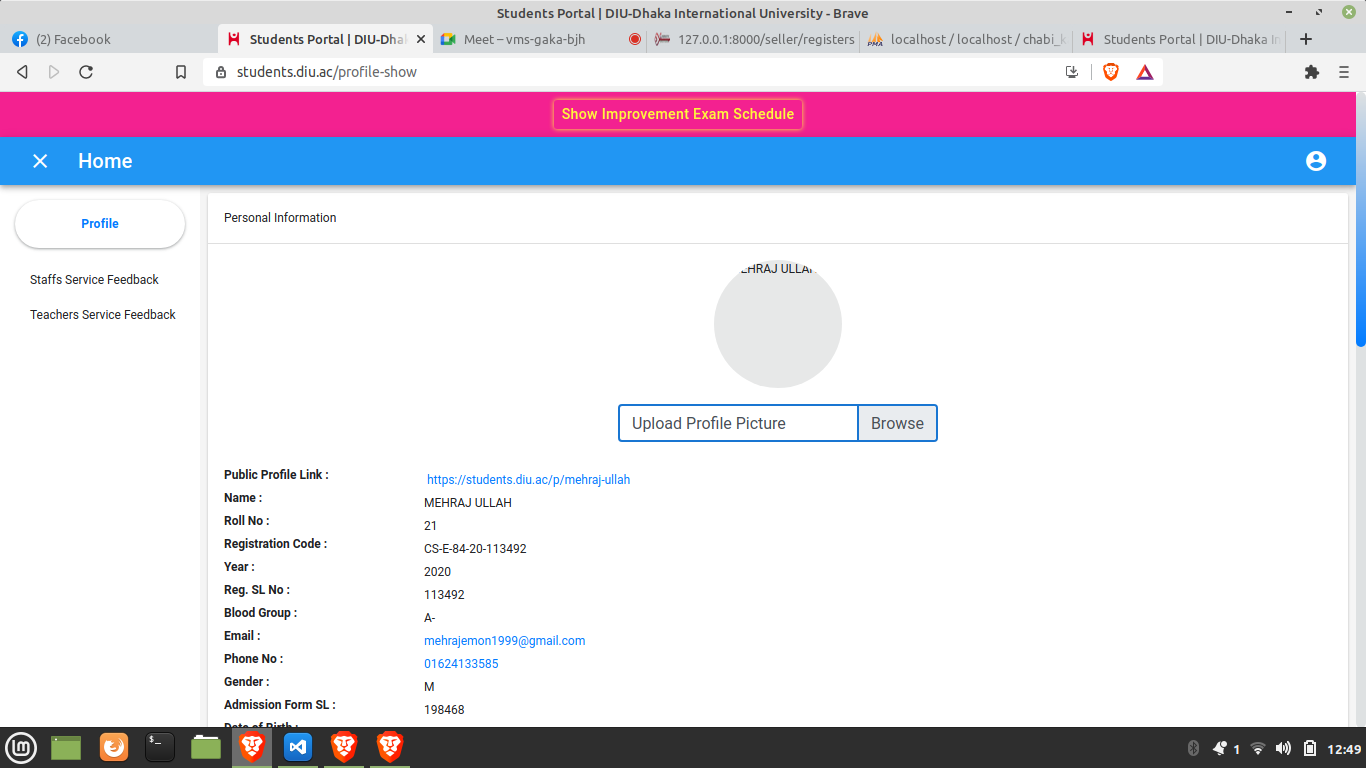 Students Portal | DIU-Dhaka International University - Brave
(2) Facebook
Students Portal | DIU-Dha
Meet – vms-gaka-bjh
127.0.0.1:8000/seller/registers
PMA
localhost / localhost / chabi_k
Students Portal | DIU-Dhaka In
students.diu.ac/profile-show
Show Improvement Exam Schedule
Home
Profile
Staffs Service Feedback
Teachers Service Feedback
Personal Information
EHRAJ ULLAH
Upload Profile Picture Browse
Public Profile Link : https://students.diu.ac/p/mehraj-ullah
Name : MEHRAJ ULLAH
Roll No : 21
Registration Code : CS-E-84-20-113492
Year : 2020
Reg. SL No : 113492
Blood Group : A-
Email : mehrajemon1999@gmail.com
Phone No : 01624133585
Gender : M
Admission Form SL : 198468
Date of Birth :
1
12:49